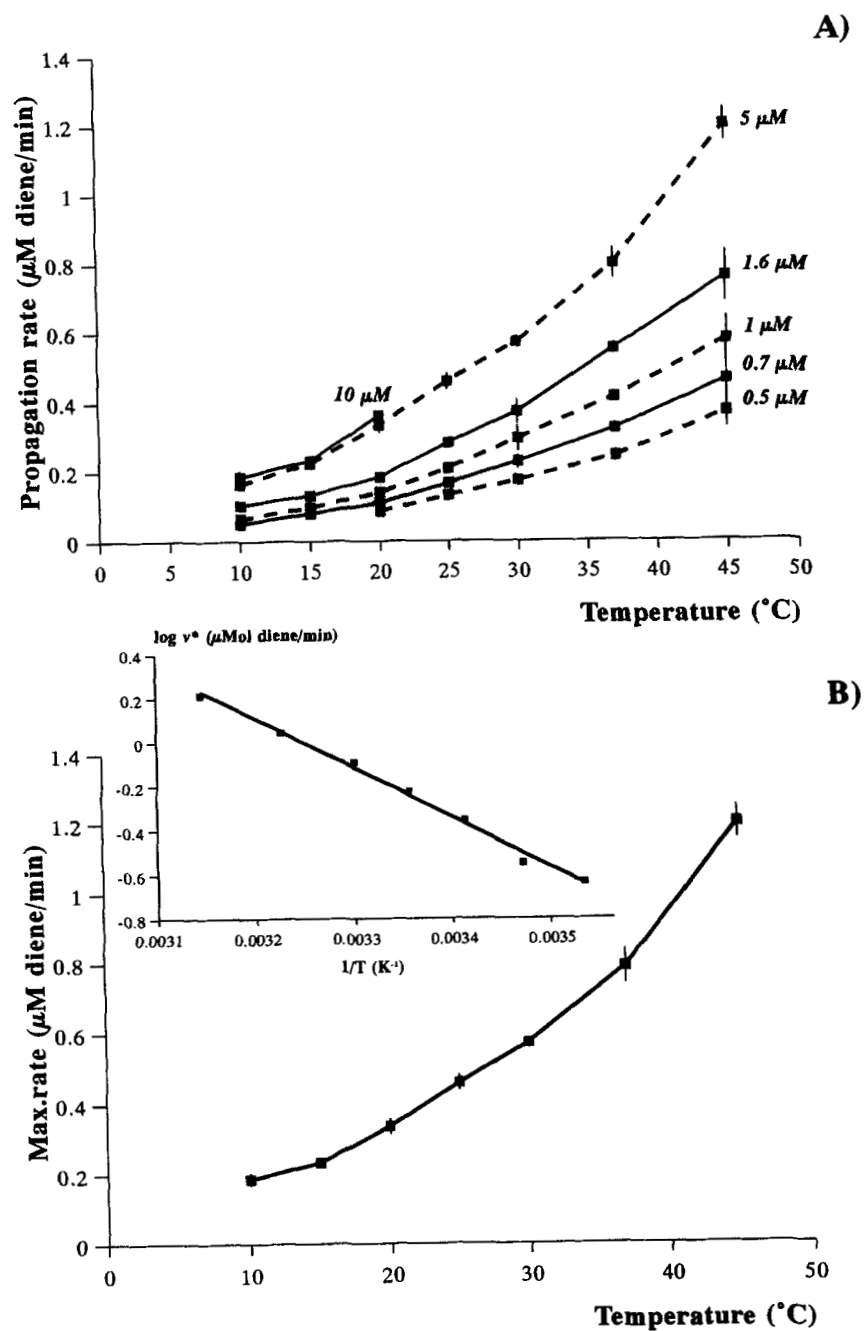 A)
Propagation rate (μM diene/min)
1.4
1.2
1
0.8
0.6
0.4
0.2
0
5 μM
1.6 μM
1 μM
0.7 μM
0.5 μM
10 μM
0 5 10 15 20 25 30 35 40 45 50
Temperature (˚C)
B)
log v* (μMol diene/min)
0.4
0.2
0
-0.2
-0.4
-0.6
-0.8
0.0031 0.0032 0.0033 0.0034 0.0035
1/T (K⁻¹)
Max.rate (μM diene/min)
1.4
1.2
1
0.8
0.6
0.4
0.2
0
0 10 20 30 40 50
Temperature (˚C)